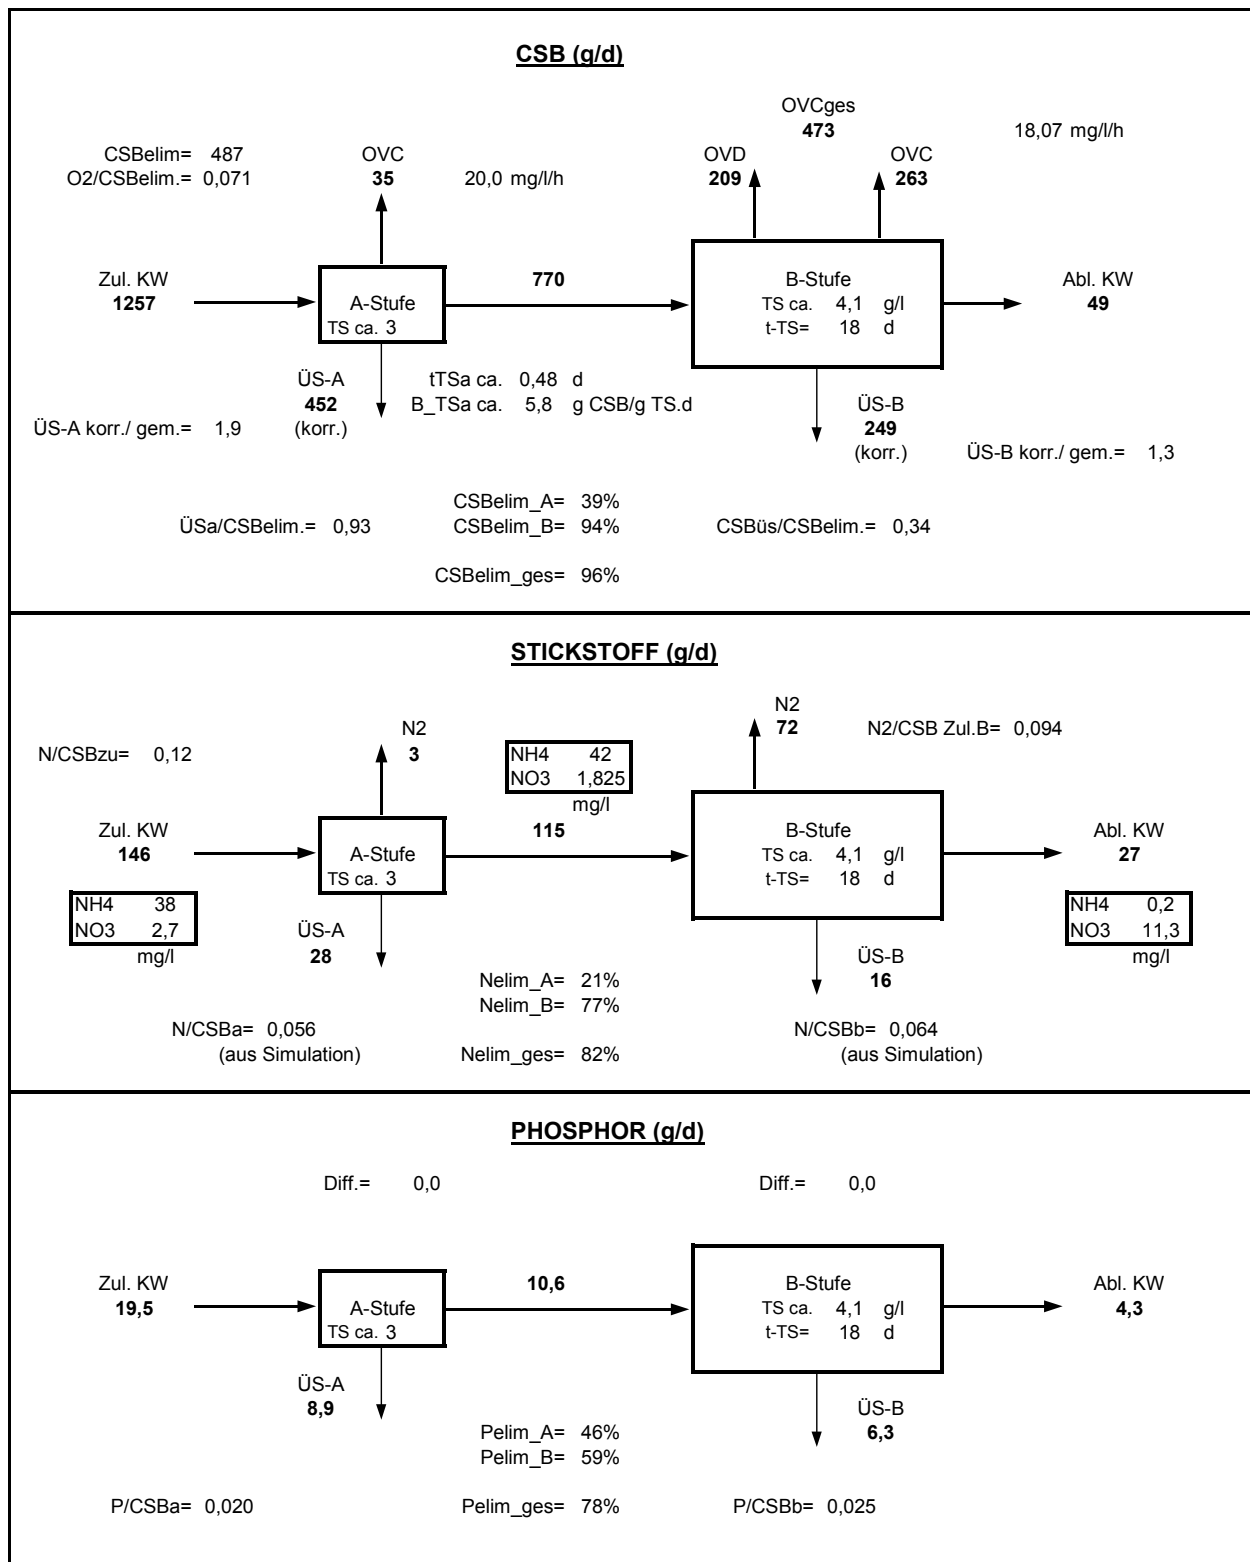 CSB (g/d)
OVCges
473 18,07 mg/l/h
CSBelim= 487 OVC OVD OVC
O2/CSBelim.= 0,071 35 20,0 mg/l/h 209 263
Zul. KW 770 B-Stufe Abl. KW
1257 A-Stufe TS ca. 4,1 g/l 49
TS ca. 3 t-TS= 18 d
ÜS-A tTSa ca. 0,48 d ÜS-B
452 B_TSa ca. 5,8 g CSB/g TS.d 249
ÜS-A korr./ gem.= 1,9 (korr.) (korr.) ÜS-B korr./ gem.= 1,3
CSBelim_A= 39%
ÜSa/CSBelim.= 0,93 CSBelim_B= 94% CSBüs/CSBelim.= 0,34
CSBelim_ges= 96%
STICKSTOFF (g/d)
N2 N2
N/CSBzu= 0,12 3 72 N2/CSB Zul.B= 0,094
NH4 42
NO3 1,825
mg/l
Zul. KW 115 B-Stufe Abl. KW
146 A-Stufe TS ca. 4,1 g/l 27
TS ca. 3 t-TS= 18 d
NH4 38 NH4 0,2
NO3 2,7 ÜS-A NO3 11,3
mg/l 28 ÜS-B mg/l
Nelim_A= 21% 16
Nelim_B= 77%
N/CSBa= 0,056 N/CSBb= 0,064
(aus Simulation) Nelim_ges= 82% (aus Simulation)
PHOSPHOR (g/d)
Diff.= 0,0 Diff.= 0,0
Zul. KW 10,6 B-Stufe Abl. KW
19,5 A-Stufe TS ca. 4,1 g/l 4,3
TS ca. 3 t-TS= 18 d
ÜS-A ÜS-B
8,9 6,3
Pelim_A= 46%
Pelim_B= 59%
P/CSBa= 0,020 Pelim_ges= 78% P/CSBb= 0,025